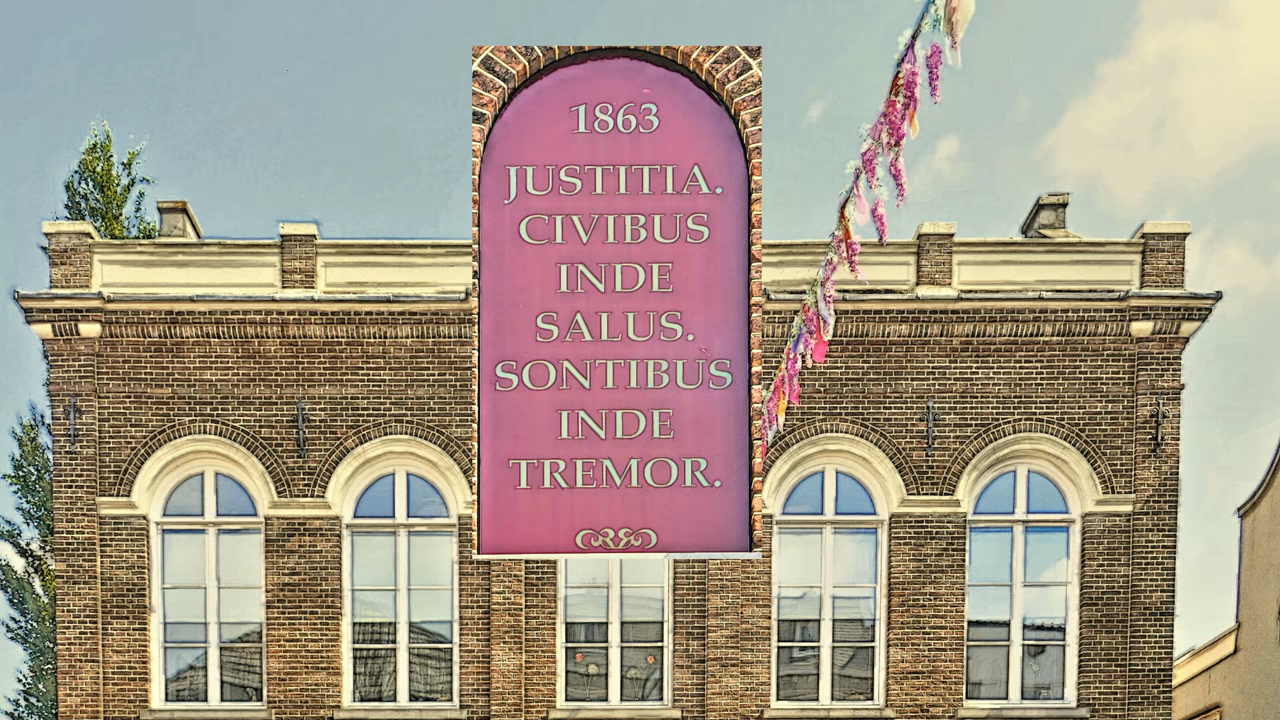 1863
JUSTITIA.
CIVIBUS
INDE
SALUS.
SONTIBUS
INDE
TREMOR.